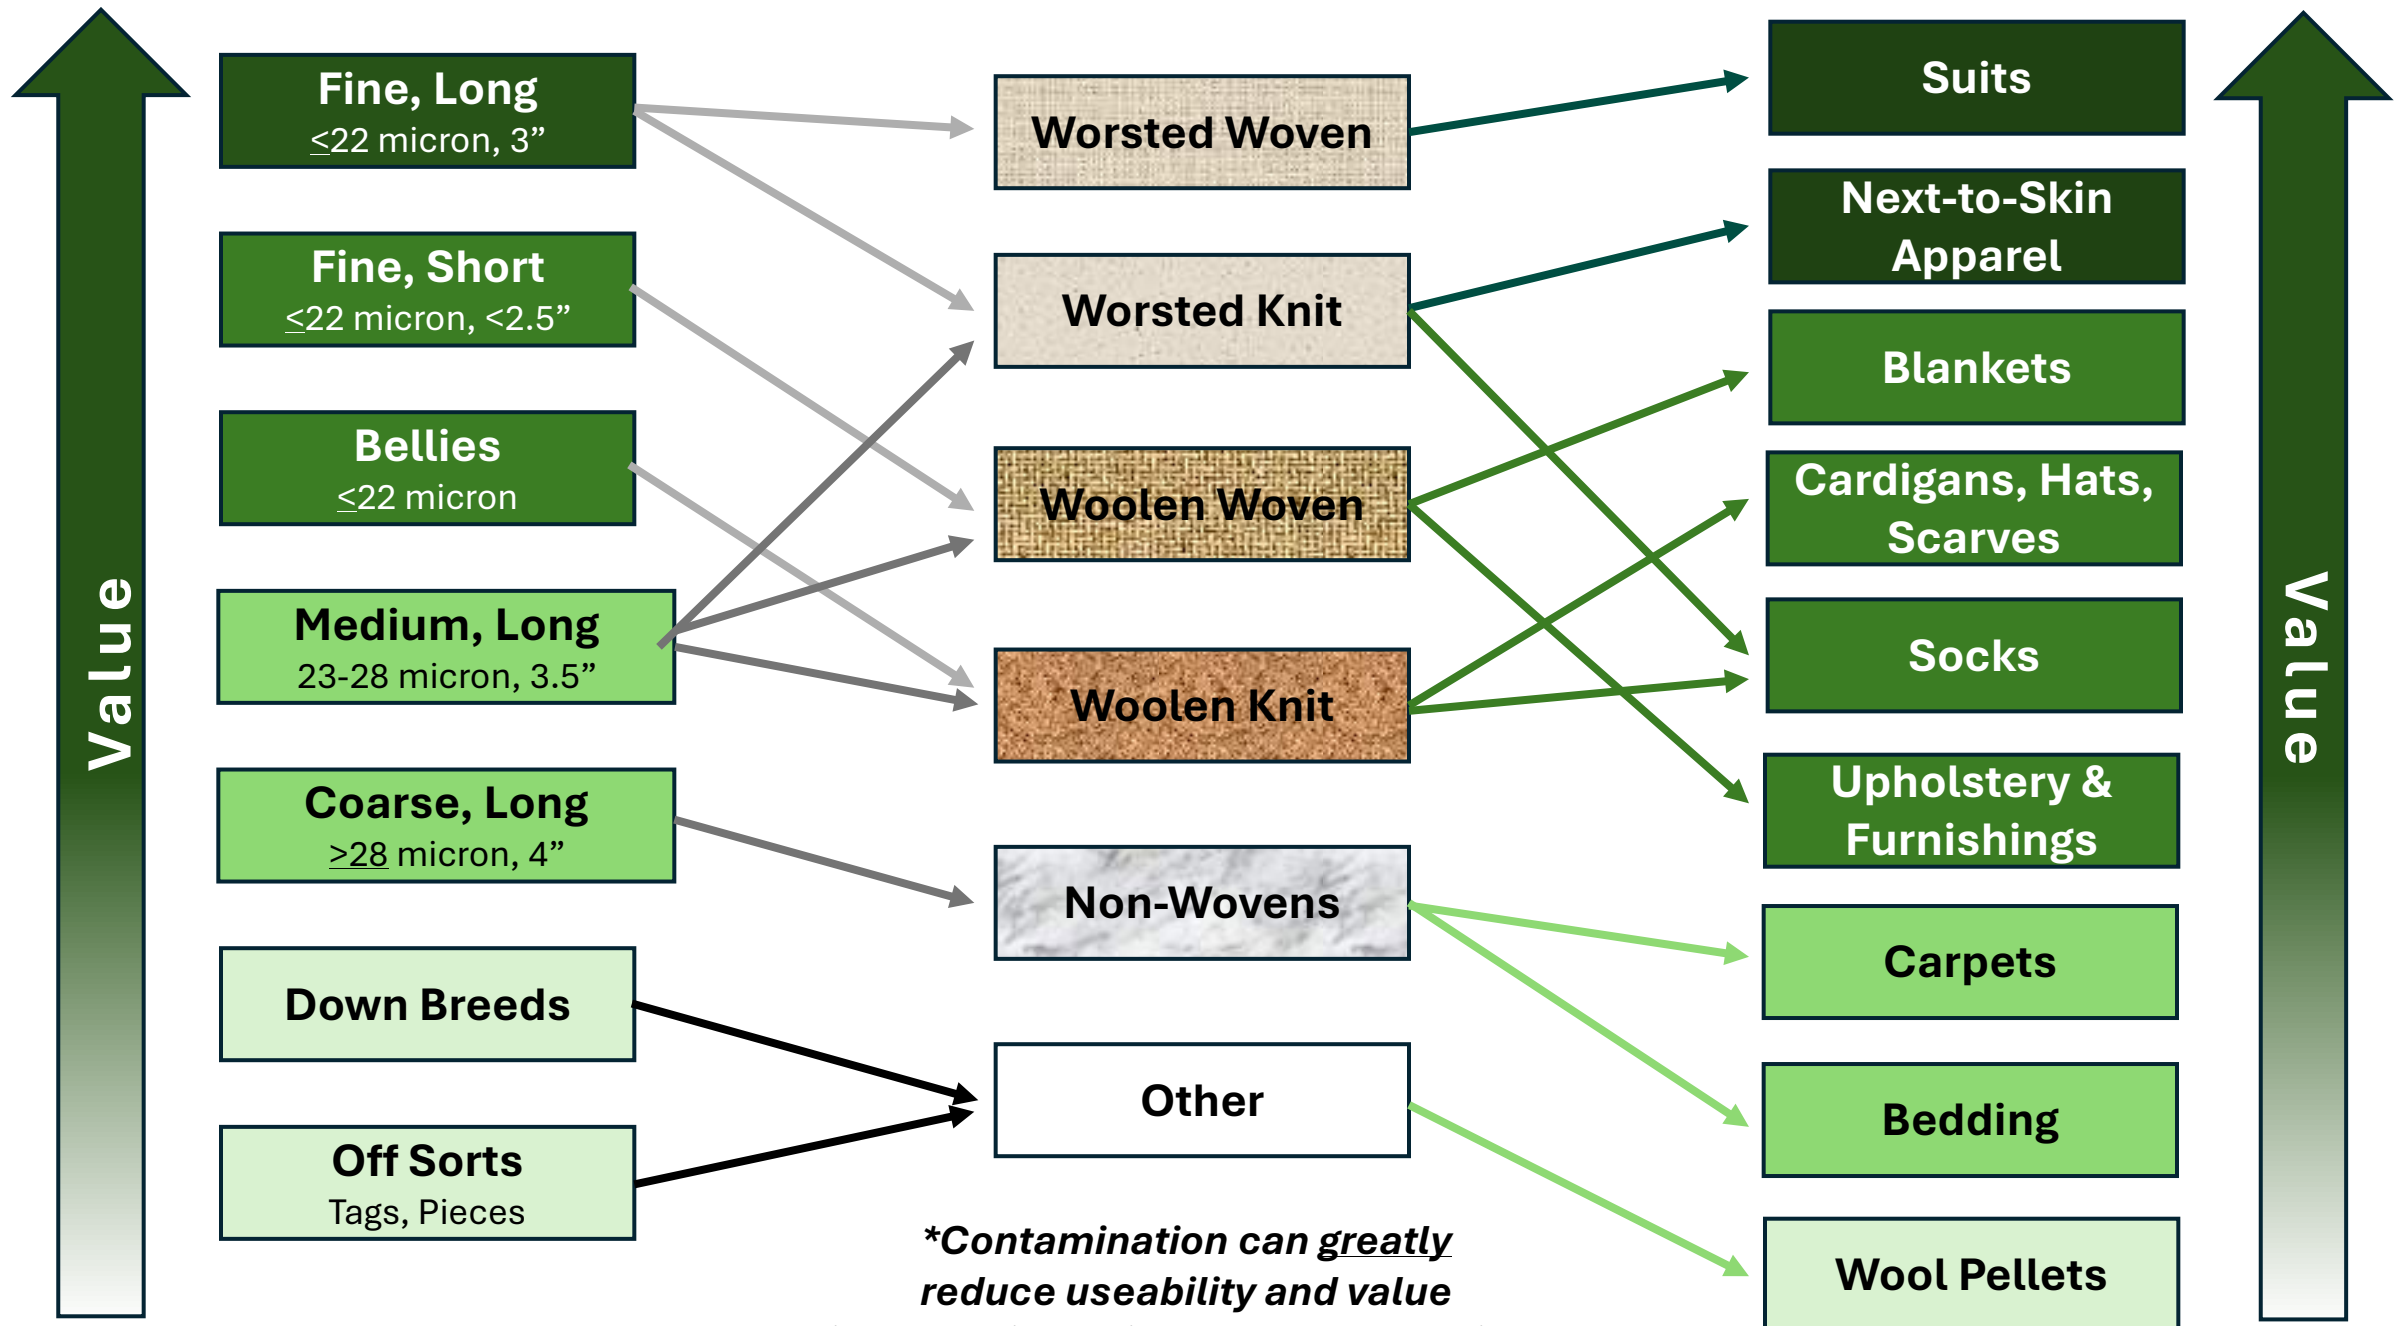 Value
Fine, Long
<22 micron, 3”
Fine, Short
<22 micron, <2.5”
Bellies
<22 micron
Medium, Long
23-28 micron, 3.5”
Coarse, Long
>28 micron, 4”
Down Breeds
Off Sorts
Tags, Pieces
Worsted Woven
Worsted Knit
Woolen Woven
Woolen Knit
Non-Wovens
Other
*Contamination can greatly
reduce useability and value
Suits
Next-to-Skin
Apparel
Blankets
Cardigans, Hats,
Scarves
Socks
Upholstery &
Furnishings
Carpets
Bedding
Wool Pellets
Value